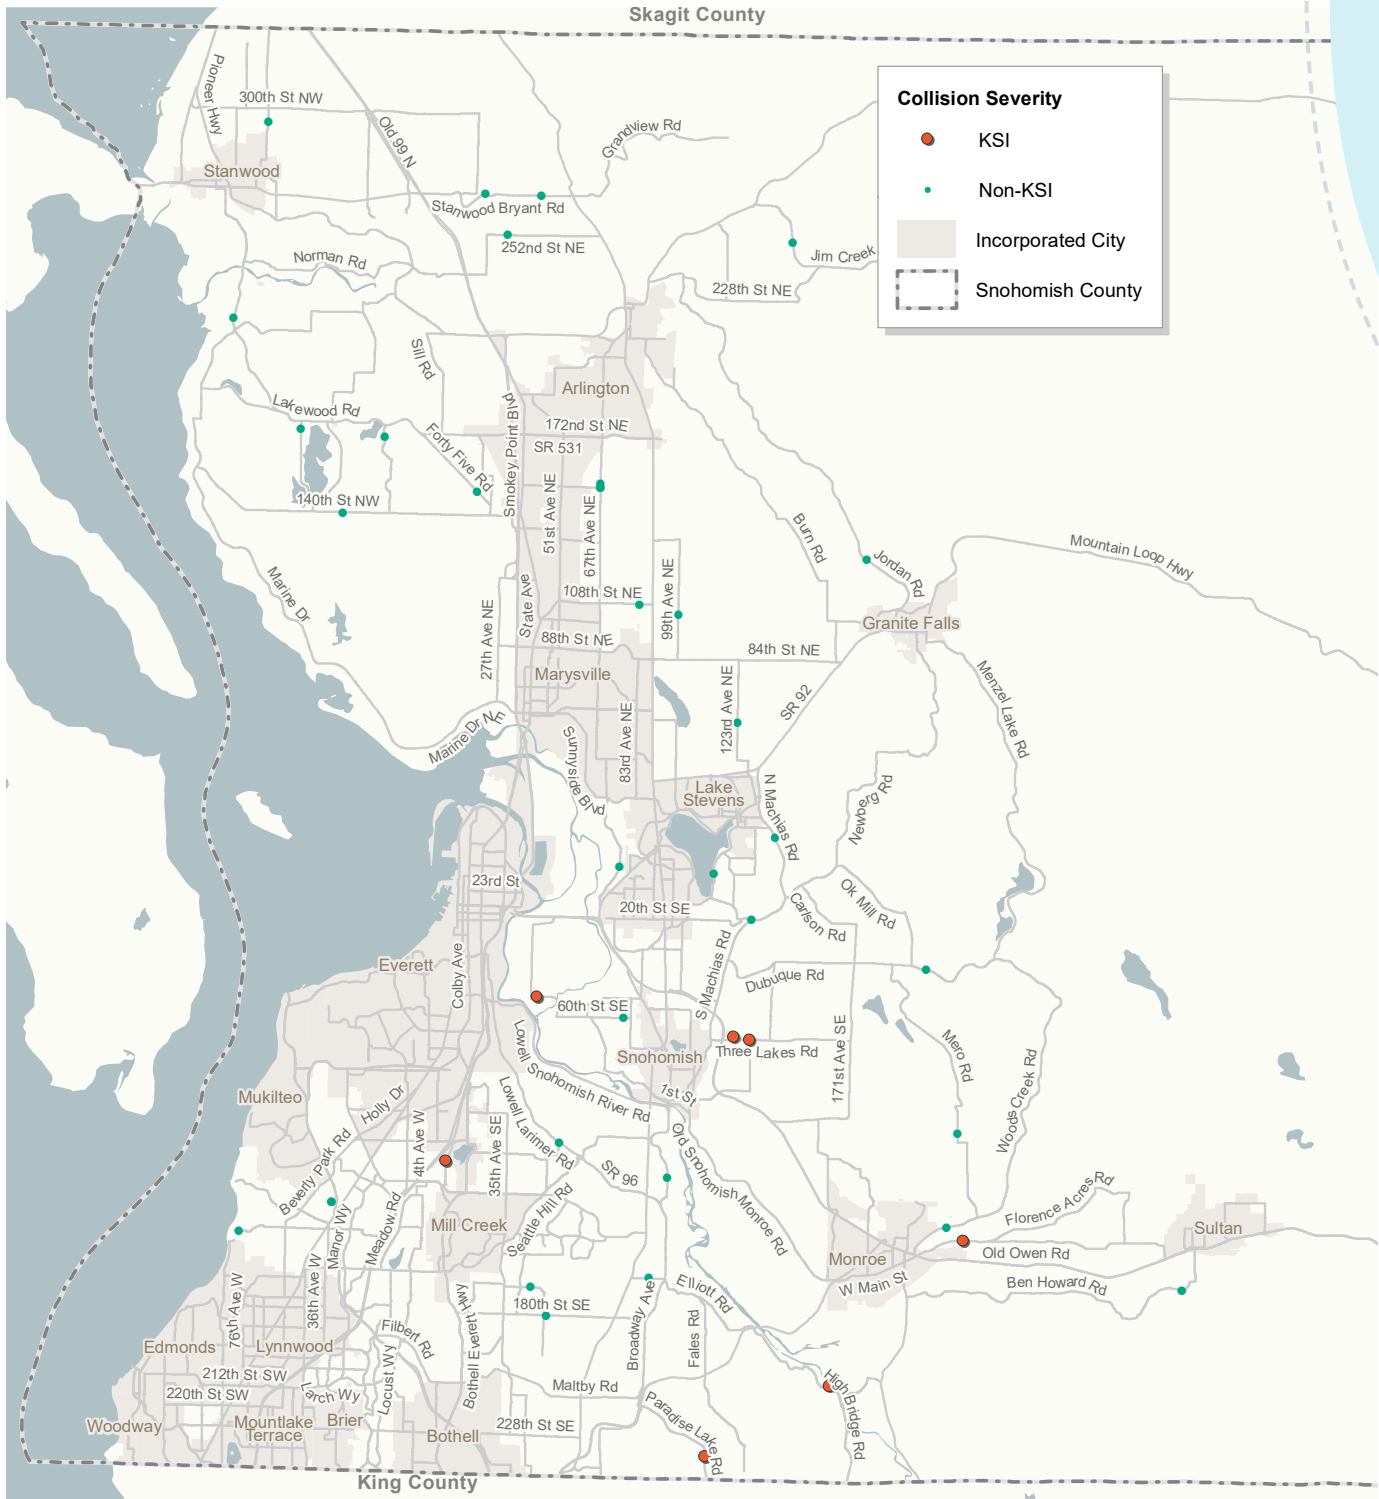 Skagit County
Collision Severity
KSI
Non-KSI
Incorporated City
Snohomish County
Pioneer Hwy
300th St NW
Old 99 N
Grandview Rd
Stanwood
Stanwood Bryant Rd
252nd St NE
Norman Rd
Jim Creek
228th St NE
Sill Rd
Arlington
Lakewood Rd
Smokey Point Blvd
172nd St NE
SR 531
Forty Five Rd
140th St NW
51st Ave NE
67th Ave NE
Burn Rd
Jordan Rd
Mountain Loop Hwy
Marine Dr
State Ave
108th St NE
99th Ave NE
Granite Falls
27th Ave NE
88th St NE
84th St NE
Marysville
Menzel Lake Rd
123rd Ave NE
SR 92
Marine Dr NE
83rd Ave NE
Sunnyside Blvd
Lake
Stevens
N Machias Rd
Newberg Rd
23rd St
20th St SE
Carlson Rd
Ok Mill Rd
Everett
Colby Ave
S Machias Rd
Dubuque Rd
60th St SE
Lowell Snohomish River Rd
Snohomish
Three Lakes Rd
171st Ave SE
Mero Rd
Woods Creek Rd
Mukilteo
Holly Dr
Lowell Larimer Rd
1st St
Beverly Park Rd
4th Ave W
35th Ave SE
Old Snohomish Monroe Rd
SR 96
Seattle Hill Rd
Florence Acres Rd
Manor Wy
Meadow Rd
Mill Creek
Sultan
Monroe
Old Owen Rd
W Main St
Ben Howard Rd
76th Ave W
36th Ave W
Bothell Everett Hwy
180th St SE
Broadway Ave
Elliott Rd
Fales Rd
Edmonds
Lynnwood
Filbert Rd
Locust Wy
212th St SW
220th St SW
Larch Wy
Maltby Rd
High Bridge Rd
Woodway
Mountlake
Terrace
Brier
Bothell
228th St SE
Paradise Lake Rd
King County